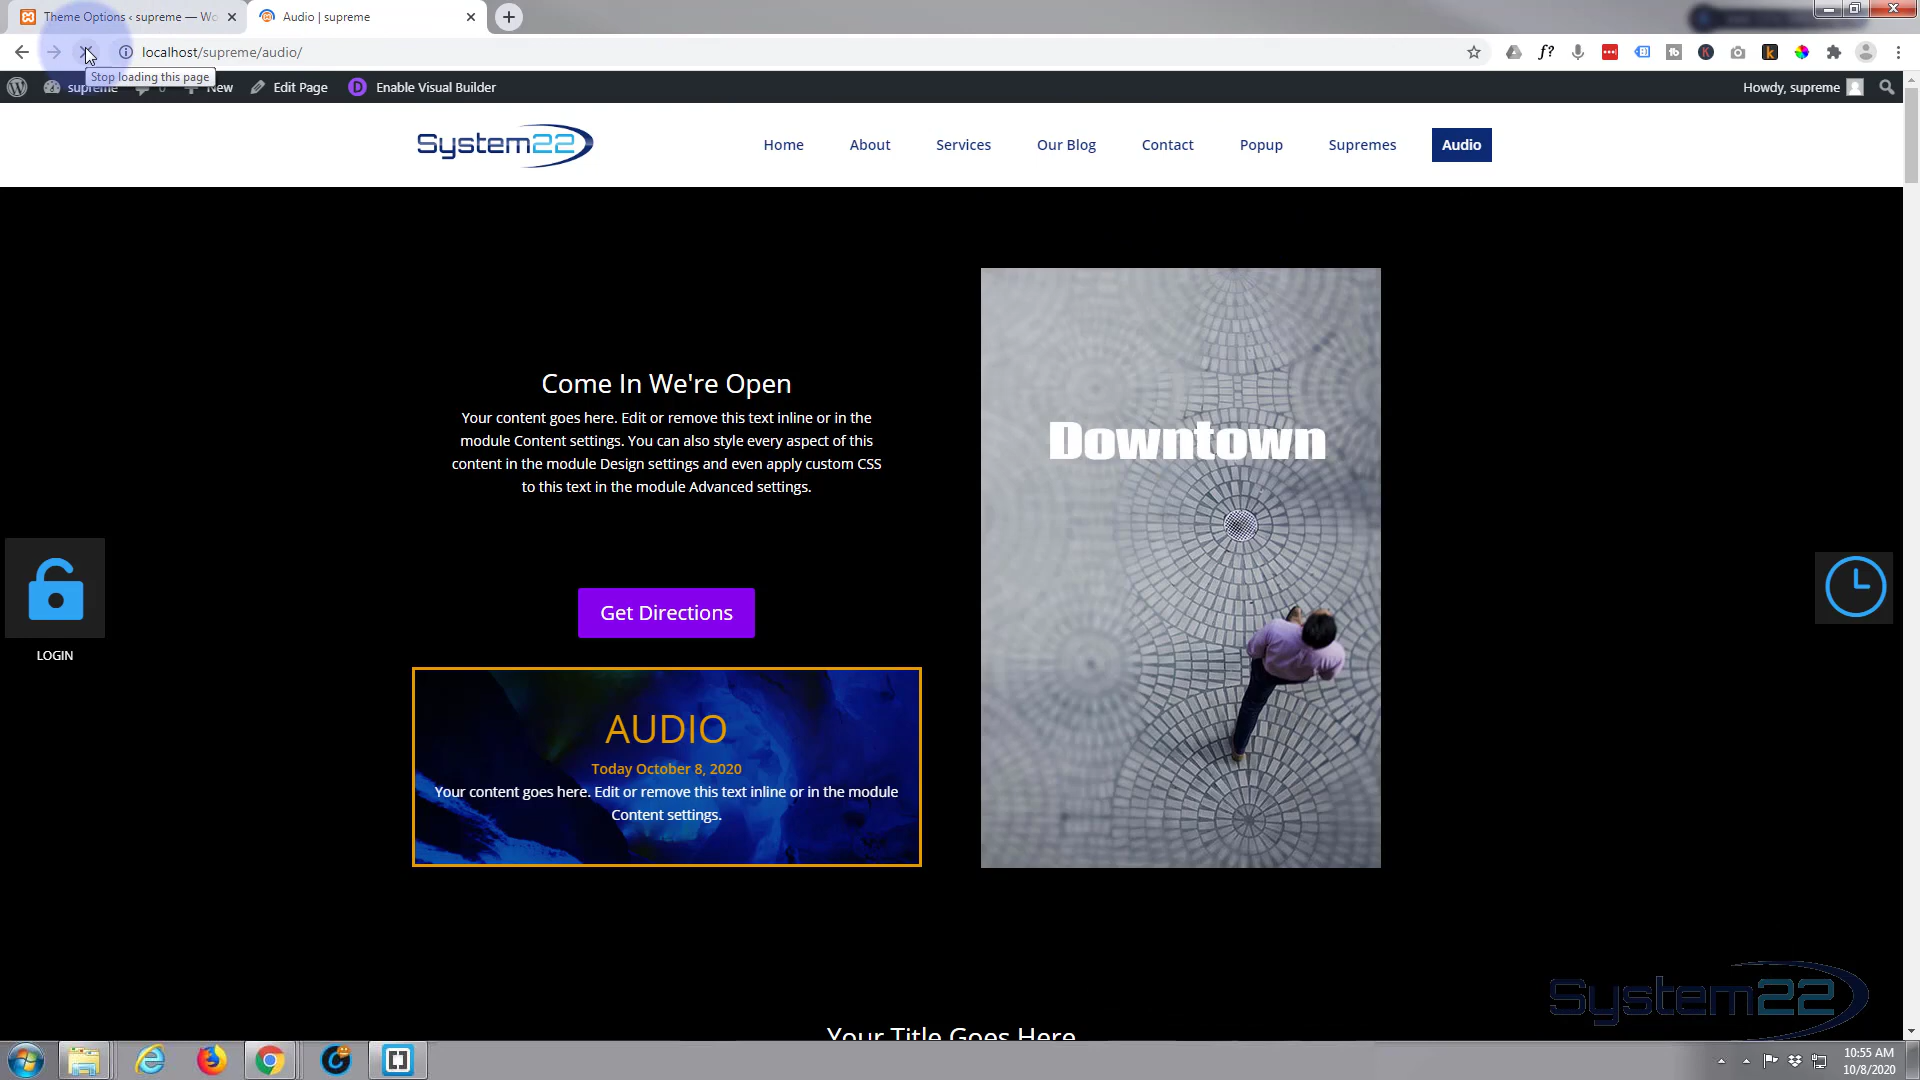 Theme Options ‹ supreme — Wo
Audio | supreme
localhost/supreme/audio/
Stop loading this page
supreme 0 New Edit Page Enable Visual Builder Howdy, supreme
System22
Home About Services Our Blog Contact Popup Supremes Audio
Come In We're Open
Your content goes here. Edit or remove this text inline or in the
module Content settings. You can also style every aspect of this
content in the module Design settings and even apply custom CSS
to this text in the module Advanced settings.
Downtown
Get Directions
LOGIN
AUDIO
Today October 8, 2020
Your content goes here. Edit or remove this text inline or in the module
Content settings.
System22
Your Title Goes Here
10:55 AM
10/8/2020